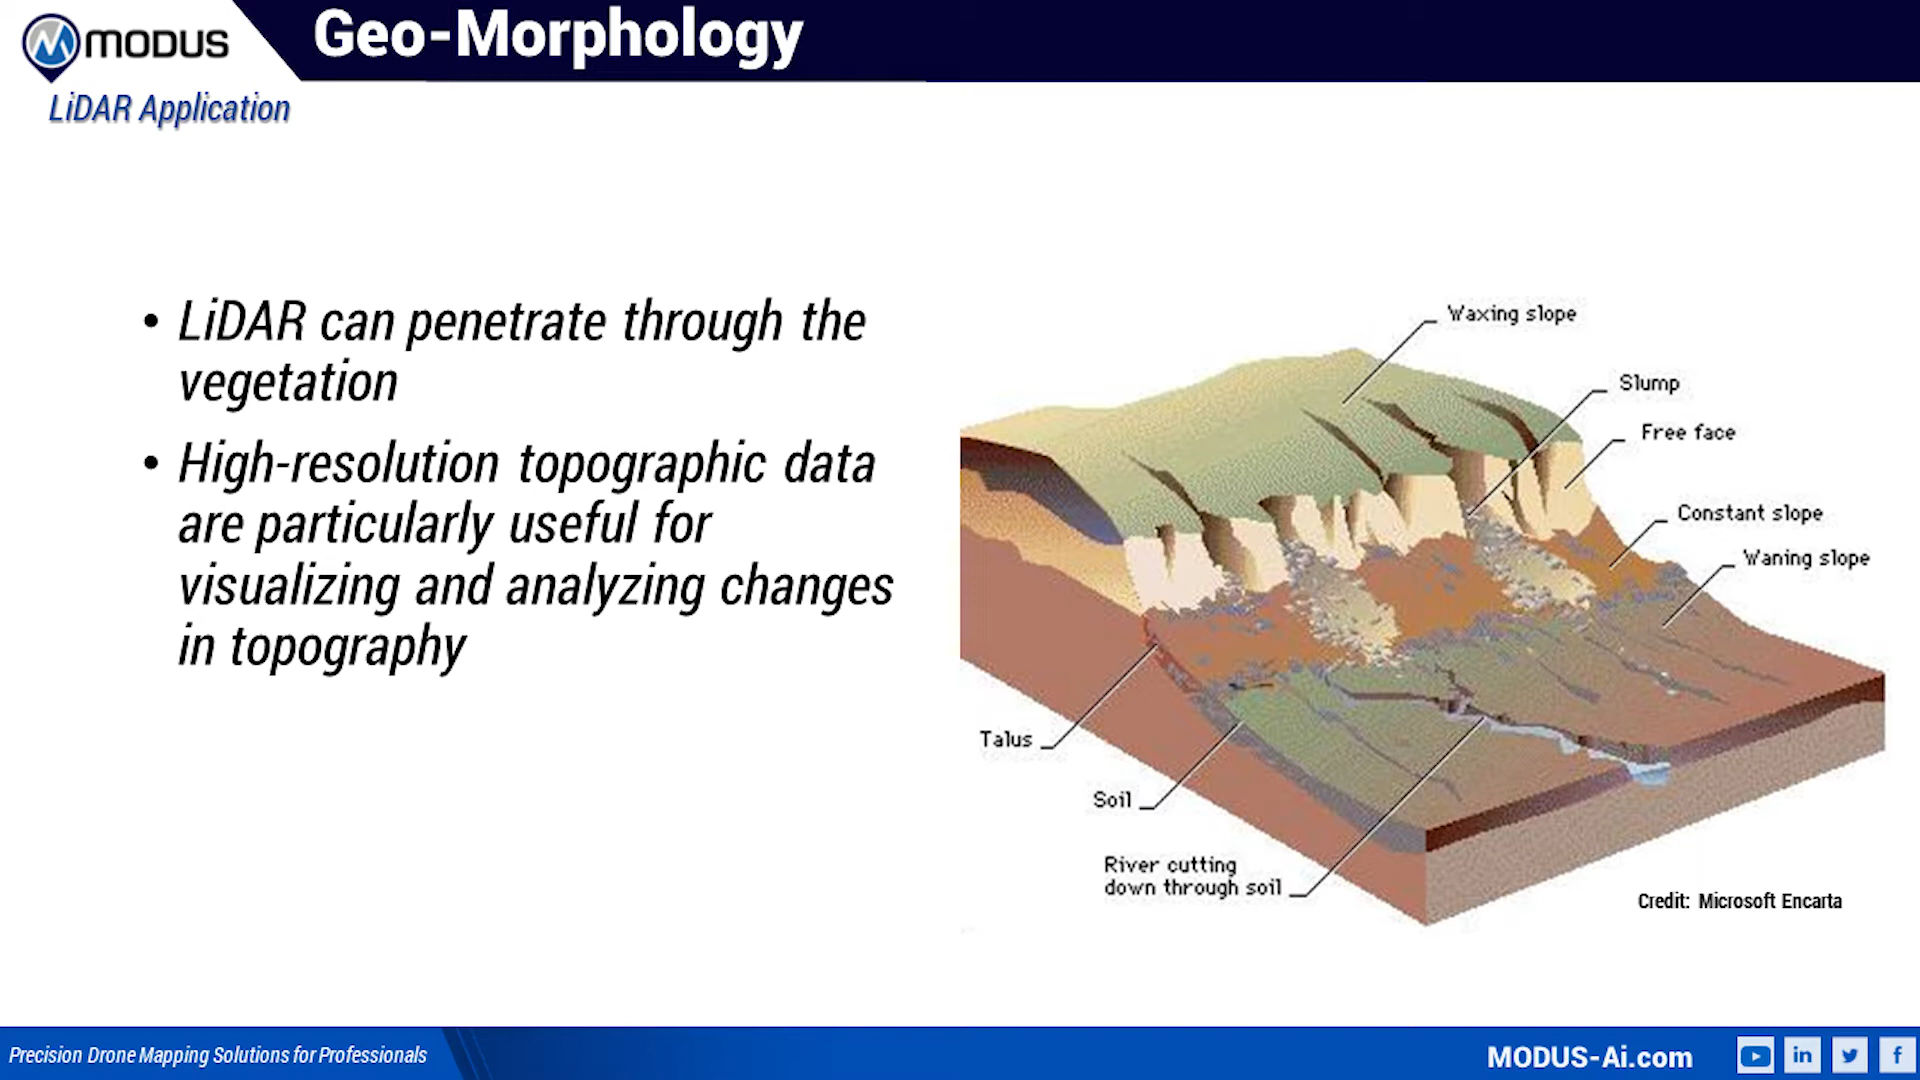 MODUS
Geo-Morphology
LiDAR Application
• LiDAR can penetrate through the
vegetation
• High-resolution topographic data
are particularly useful for
visualizing and analyzing changes
in topography
Waxing slope
Slump
Free face
Constant slope
Waning slope
Talus
Soil
River cutting
down through soil
Credit: Microsoft Encarta
Precision Drone Mapping Solutions for Professionals
MODUS-Ai.com